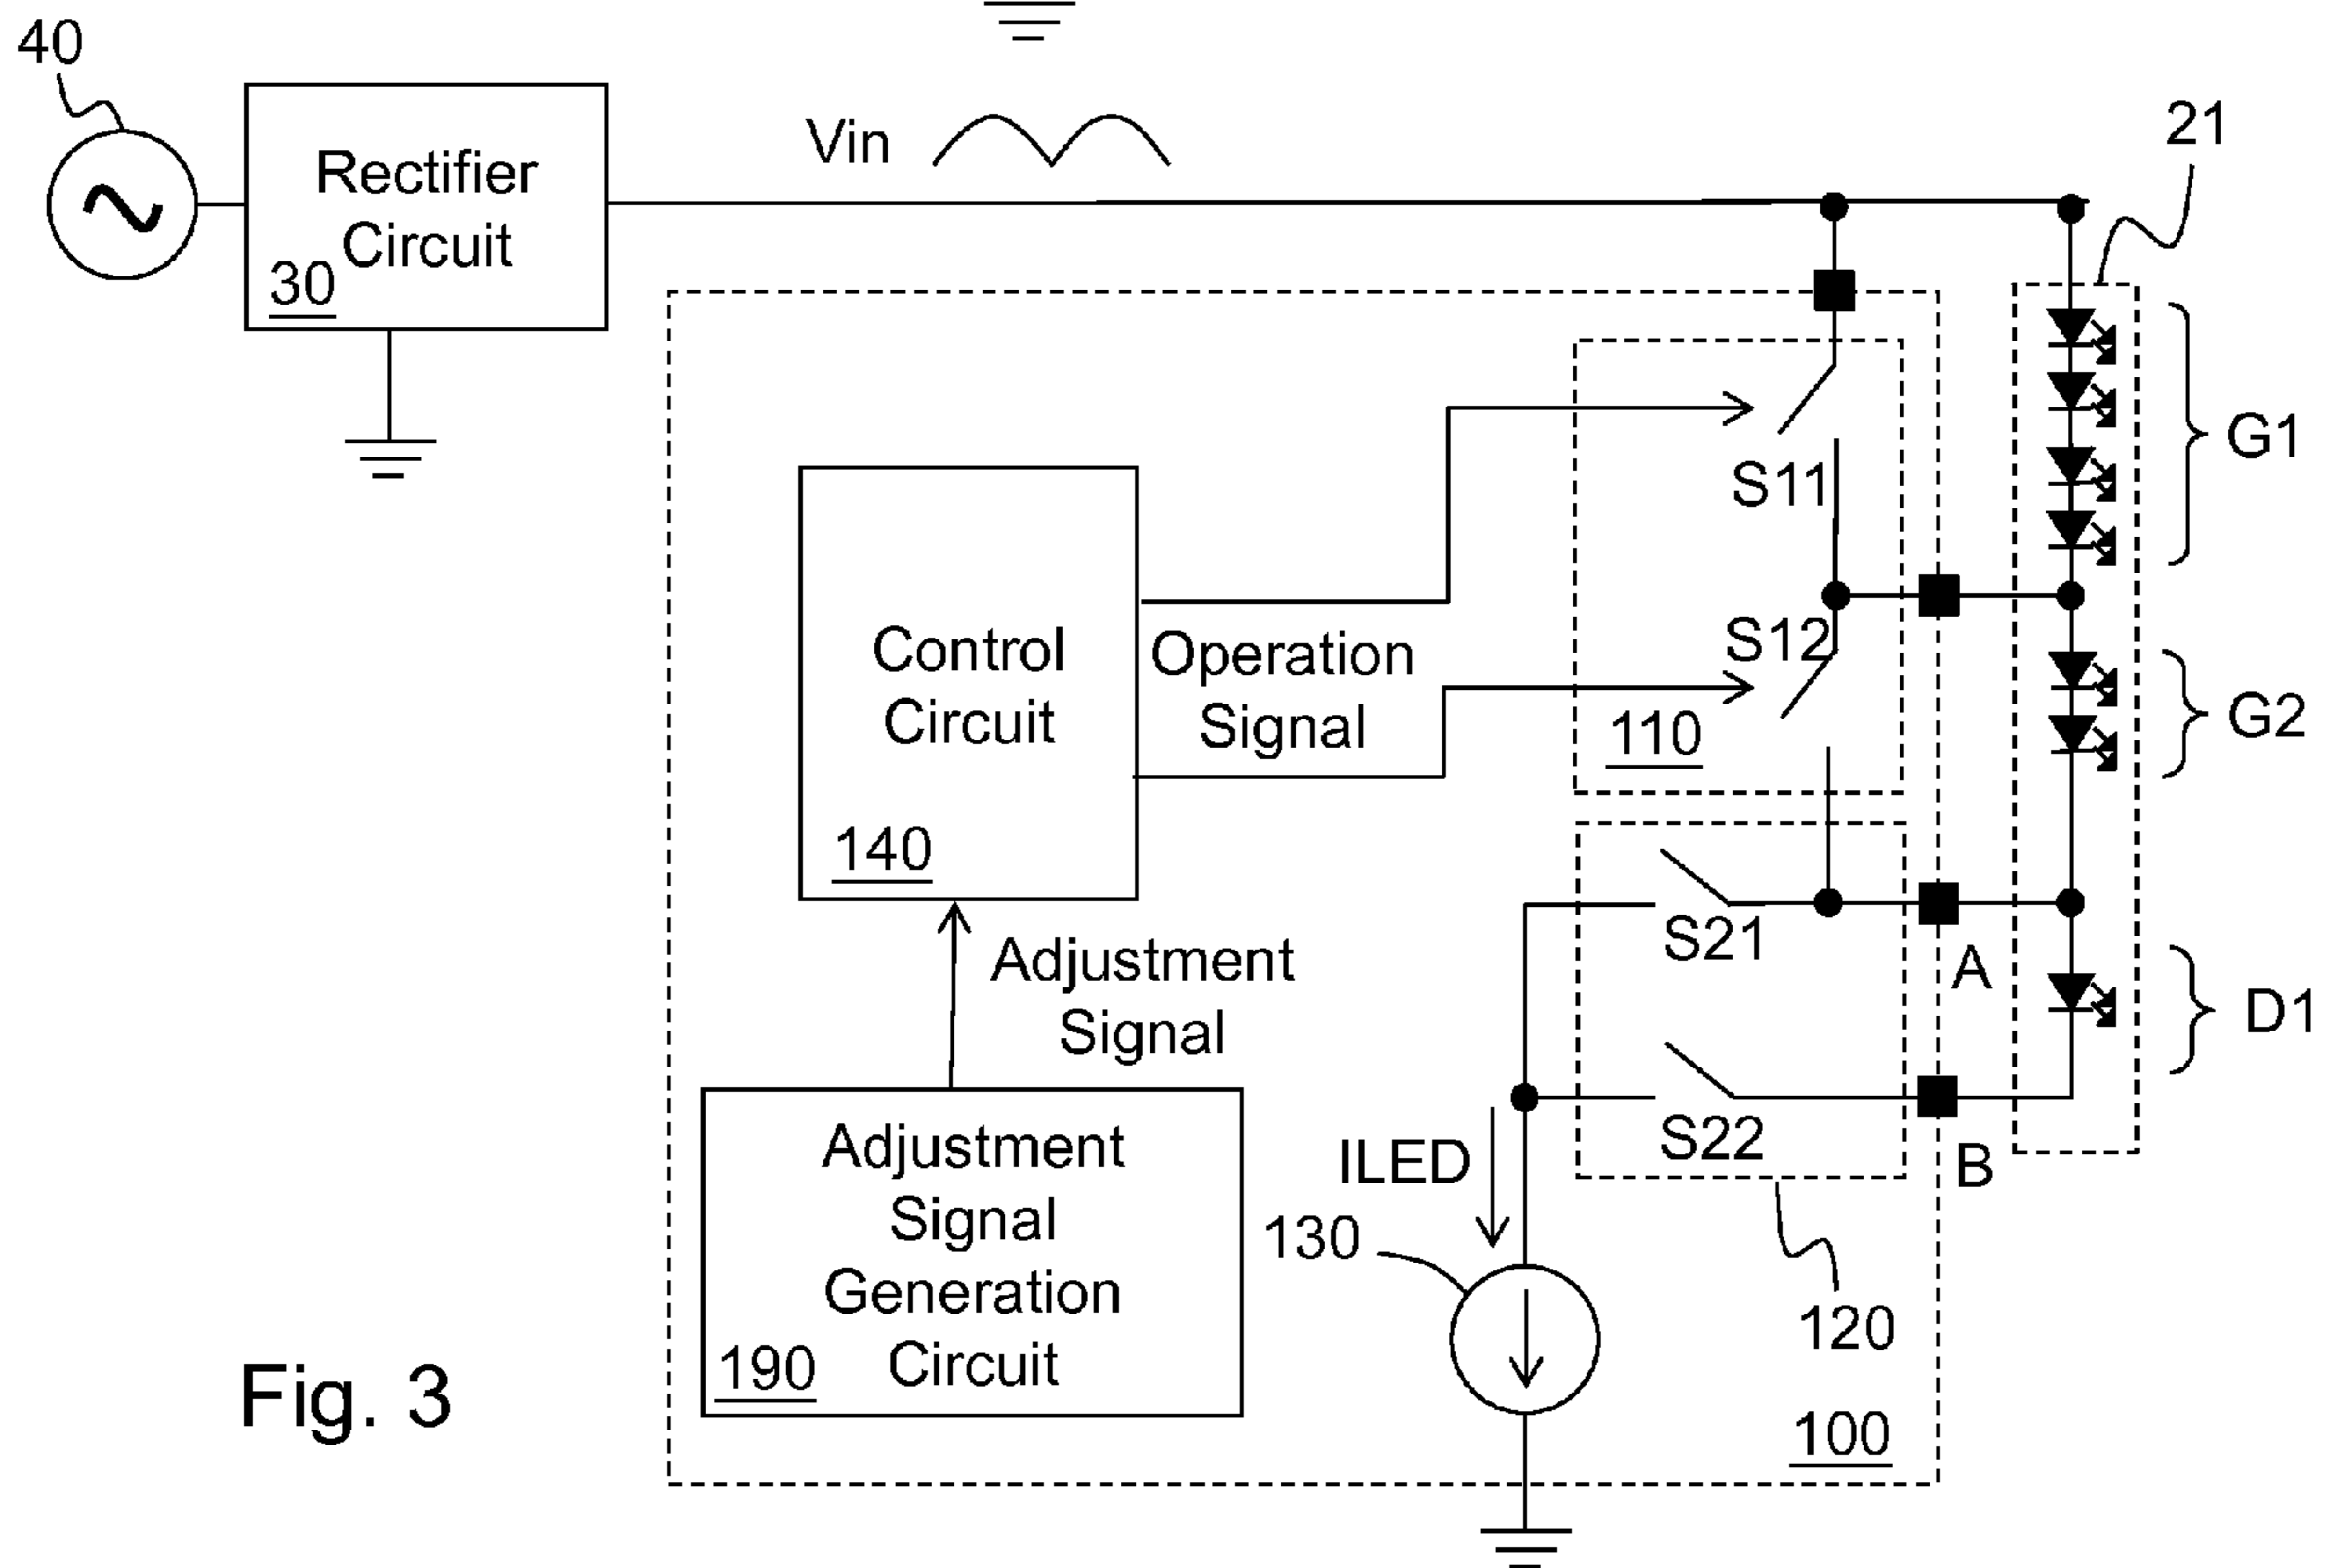 40
Rectifier
Circuit
30
Vin
21
G1
S11
S12
Control
Circuit
140
Operation
Signal
110
G2
Adjustment
Signal
S21
A
D1
S22
B
Adjustment
Signal
Generation
Circuit
190
ILED
130
120
100
Fig. 3